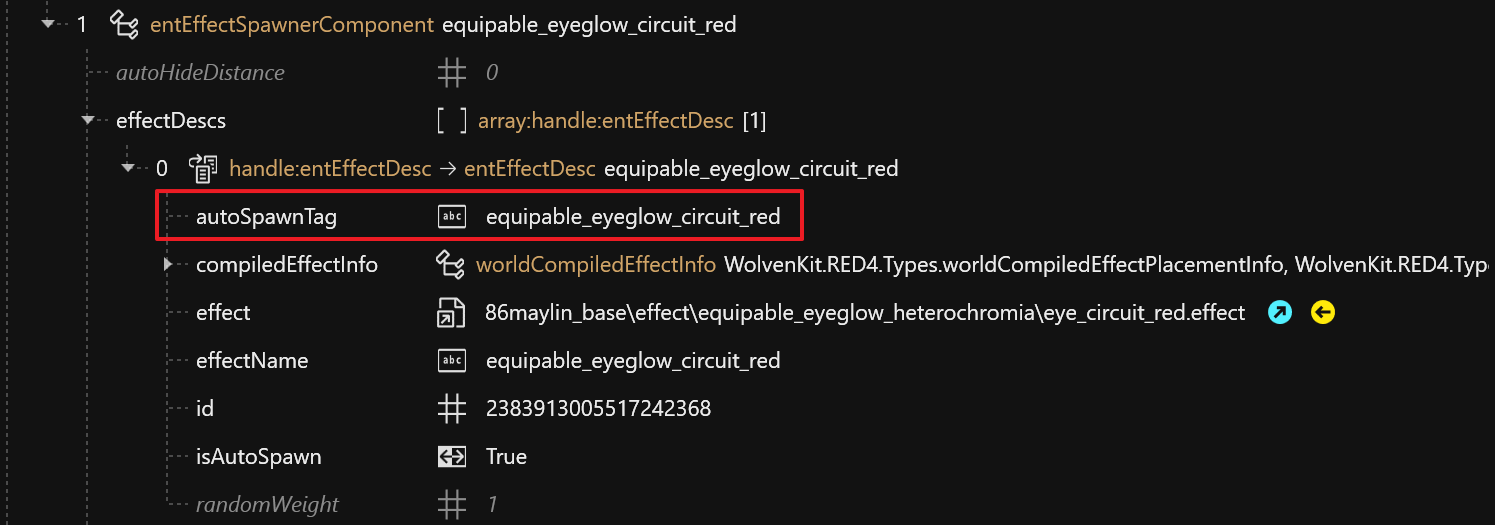 1 entEffectSpawnerComponent equipable_eyeglow_circuit_red
autoHideDistance 0
effectDescs [ ] array:handle:entEffectDesc [1]
0 handle:entEffectDesc → entEffectDesc equipable_eyeglow_circuit_red
autoSpawnTag abc equipable_eyeglow_circuit_red
compiledEffectInfo worldCompiledEffectInfo WolvenKit.RED4.Types.worldCompiledEffectPlacementInfo, WolvenKit.RED4.Type
effect 86maylin_base\effect\equipable_eyeglow_heterochromia\eye_circuit_red.effect
effectName abc equipable_eyeglow_circuit_red
id 2383913005517242368
isAutoSpawn True
randomWeight 1